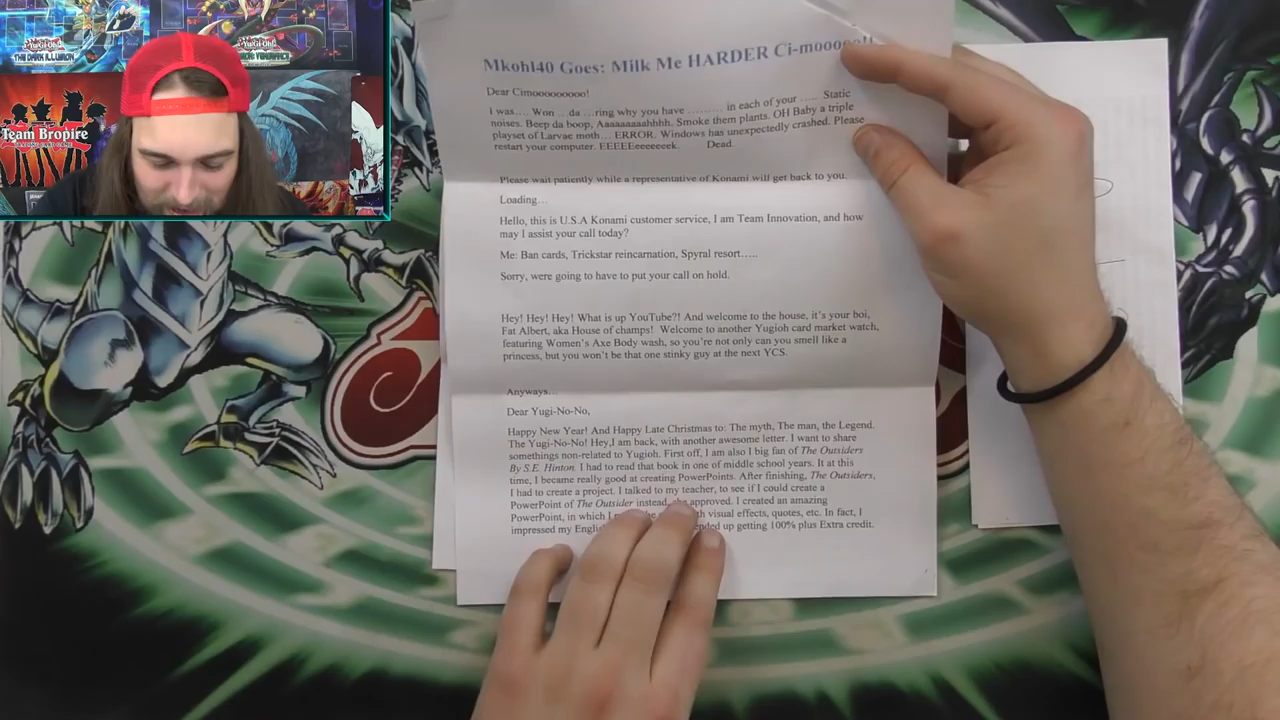 Yu-Gi-Oh!
THE DARK ILLUSION
Yu-Gi-Oh!
Team Bropire
Mkohl40 Goes: Milk Me HARDER
Dear Cimooooooooo!
I was…. Won …da …ring why you have ……… in each of your ….. Static
noises. Beep da boop, Aaaaaaaahhhh. Smoke them plants. OH Baby a triple
playset of Larvae moth… ERROR. Windows has unexpectedly crashed. Please
restart your computer. EEEEEeeeeeek. Dead.
Please wait patiently while a representative of Konami will get back to you.
Loading…
Hello, this is U.S.A Konami customer service, I am Team Innovation, and how
may I assist your call today?
Me: Ban cards, Trickstar reincarnation, Spyral resort…..
Sorry, were going to have to put your call on hold.
Hey! Hey! Hey! What is up YouTube?! And welcome to the house, it's your boi,
Fat Albert, aka House of champs! Welcome to another Yugioh card market watch,
featuring Women's Axe Body wash, so you're not only can you smell like a
princess, but you won't be that one stinky guy at the next YCS.
Anyways…
Dear Yugi-No-No,
Happy New Year! And Happy Late Christmas to: The myth, The man, the Legend.
The Yugi-No-No! Hey,I am back, with another awesome letter. I want to share
somethings non-related to Yugioh. First off, I am also I big fan of The Outsiders
By S.E. Hinton. I had to read that book in one of middle school years. It at this
time, I became really good at creating PowerPoints. After finishing, The Outsiders,
I had to create a project. I talked to my teacher, to see if I could create a
PowerPoint of The Outsider instead, she approved. I created an amazing
PowerPoint, in which I visual effects, quotes, etc. In fact, I
impressed my ended up getting 100% plus Extra credit.